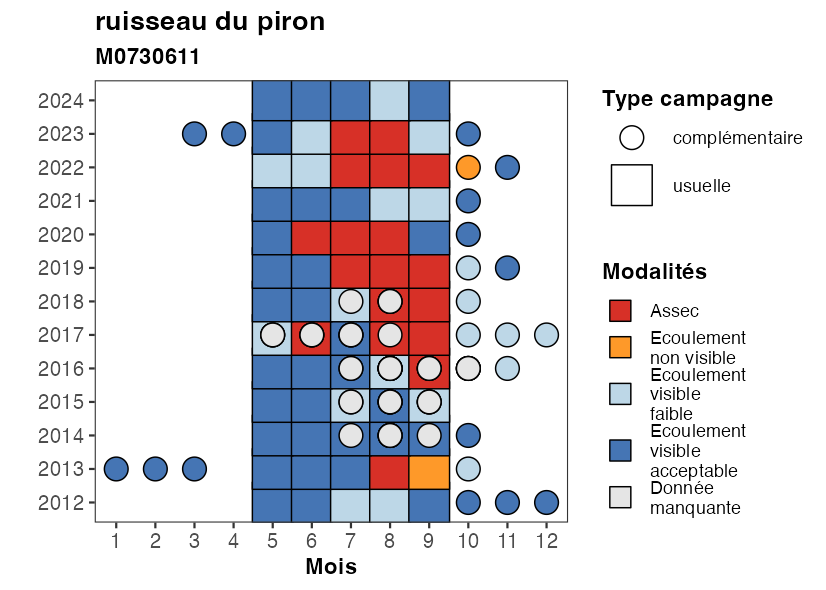 ruisseau du piron
M0730611
2024
2023
2022
2021
2020
2019
2018
2017
2016
2015
2014
2013
2012
1 2 3 4 5 6 7 8 9 10 11 12
Mois
Type campagne
complémentaire
usuelle
Modalités
Assec
Ecoulement
non visible
Ecoulement
visible
faible
Ecoulement
visible
acceptable
Donnée
manquante